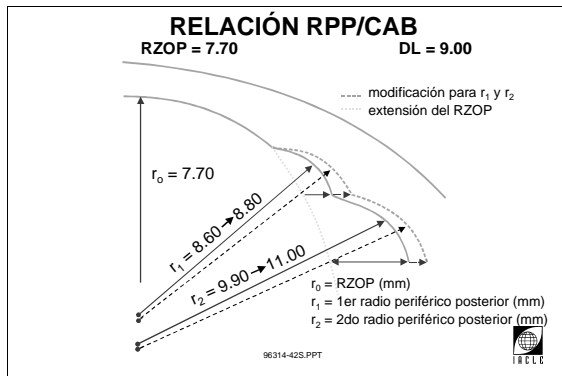 RELACIÓN RPP/CAB
RZOP = 7.70 DL = 9.00
modificación para r₁ y r₂
extensión del RZOP
r₀ = 7.70
r₁ = 8.60→8.80
r₂ = 9.90→11.00
r₀ = RZOP (mm)
r₁ = 1er radio periférico posterior (mm)
r₂ = 2do radio periférico posterior (mm)
96314-42S.PPT
IACLE